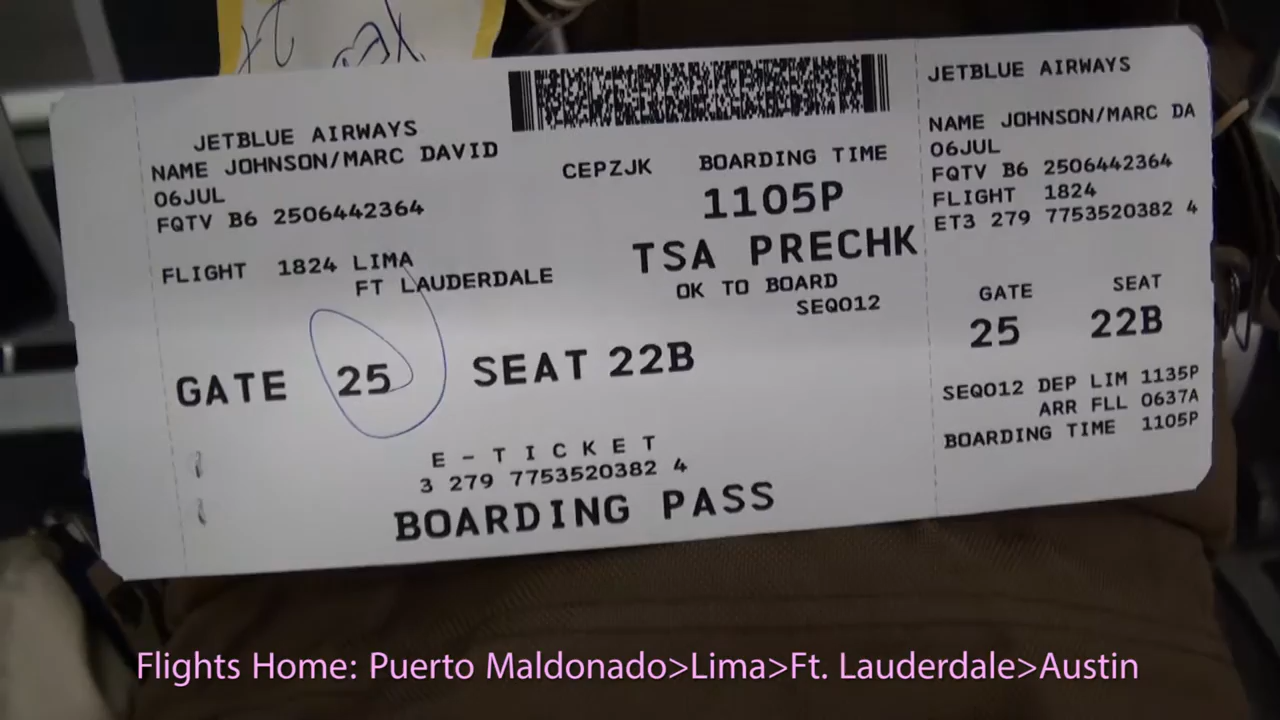 JETBLUE AIRWAYS
NAME JOHNSON/MARC DAVID
06JUL
FQTV B6 2506442364
CEPZJK
BOARDING TIME
1105P
TSA PRECHK
OK TO BOARD
SEQ012
FLIGHT 1824 LIMA
FT LAUDERDALE
GATE 25 SEAT 22B
E-TICKET
3 279 7753520382 4
BOARDING PASS
JETBLUE AIRWAYS
NAME JOHNSON/MARC DA
06JUL
FQTV B6 2506442364
FLIGHT 1824
ET3 279 7753520382 4
GATE SEAT
25 22B
SEQ012 DEP LIM 1135P
ARR FLL 0637A
BOARDING TIME 1105P
Flights Home: Puerto Maldonado>Lima>Ft. Lauderdale>Austin